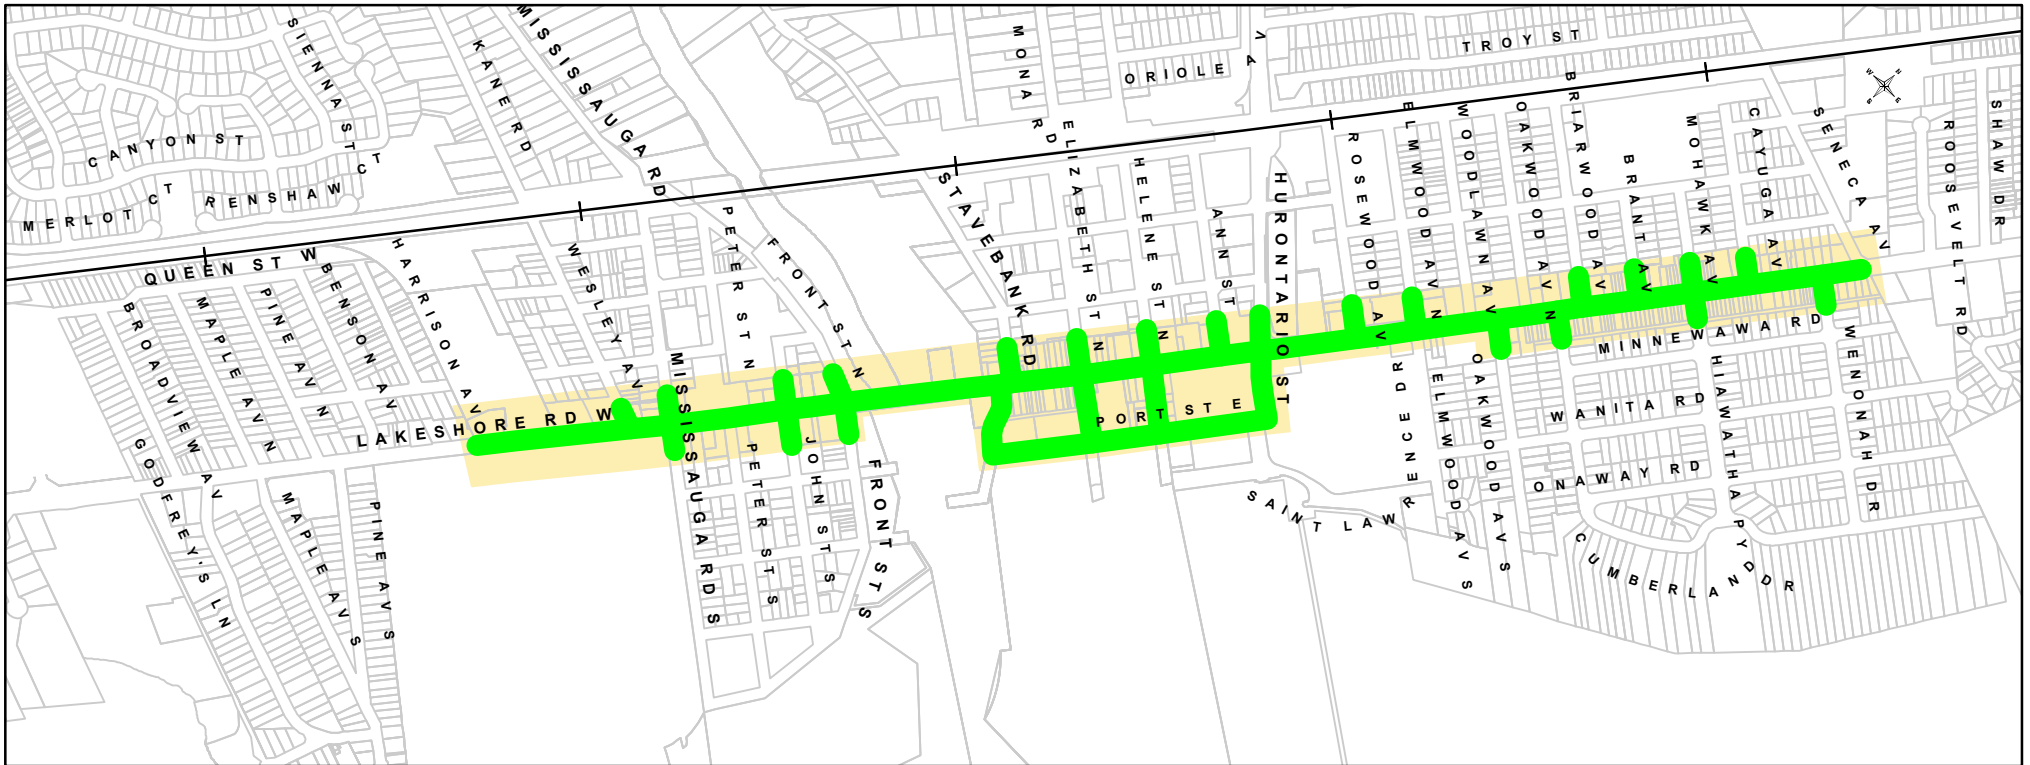 SIENNA ST
KANE RD
MISSISSAUGA RD
MONA RD
ORIOLE AV
TROY ST
CANYON ST
MERLOT CT
RENSHAW CT
ELIZABETH ST N
HELENE ST N
ANN ST
HURONTARIO ST
ROSEWOOD AV
ELMWOOD AV N
WOODLAWN AV
OAKWOOD AV N
BRIARWOOD AV
BRANT AV
MOHAWK AV
CAYUGA AV
SENECA AV
ROOSEVELT RD
SHAW DR
W
N
S
E
QUEEN ST W
BENSON AV
HARRISON AV
WESLEY AV
PETER ST N
FRONT ST N
STAVEBANK RD
BROADVIEW AV
MAPLE AV N
PINE AV N
LAKESHORE RD W
PORT ST E
MINNEWAWA RD
WENONAH DR
GODFREY'S LN
MAPLE AV S
PINE AV S
MISSISSAUGA RD S
PETER ST S
JOHN ST S
FRONT ST S
SAINT LAWRENCE DR
ELMWOOD AV S
OAKWOOD AV S
WANITA RD
ONAWAY RD
HIAWATHA PY
CUMBERLAND DR